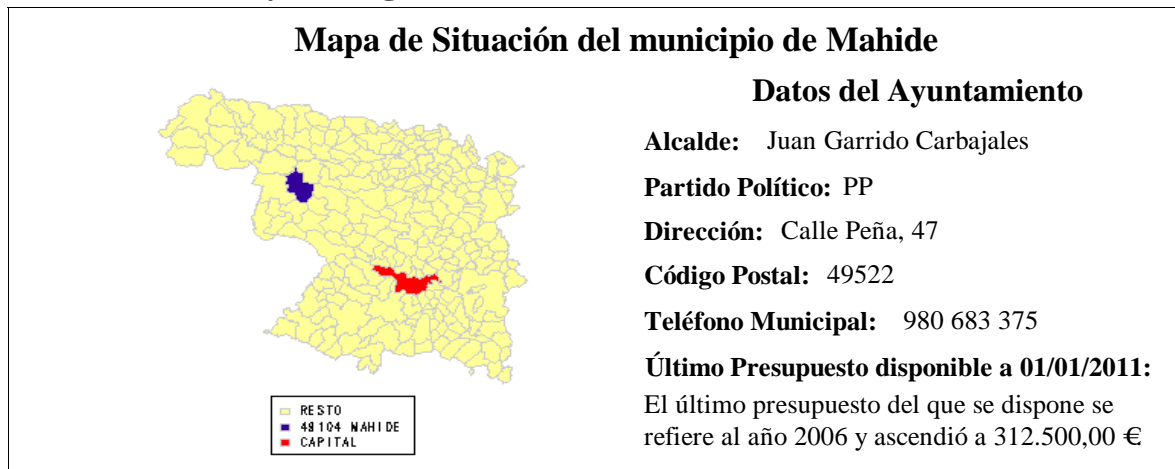 Mapa de Situación del municipio de Mahide
Datos del Ayuntamiento
Alcalde: Juan Garrido Carbajales
Partido Político: PP
Dirección: Calle Peña, 47
Código Postal: 49522
Teléfono Municipal: 980 683 375
Último Presupuesto disponible a 01/01/2011:
El último presupuesto del que se dispone se
refiere al año 2006 y ascendió a 312.500,00 €
RESTO
49104 MAHIDE
CAPITAL